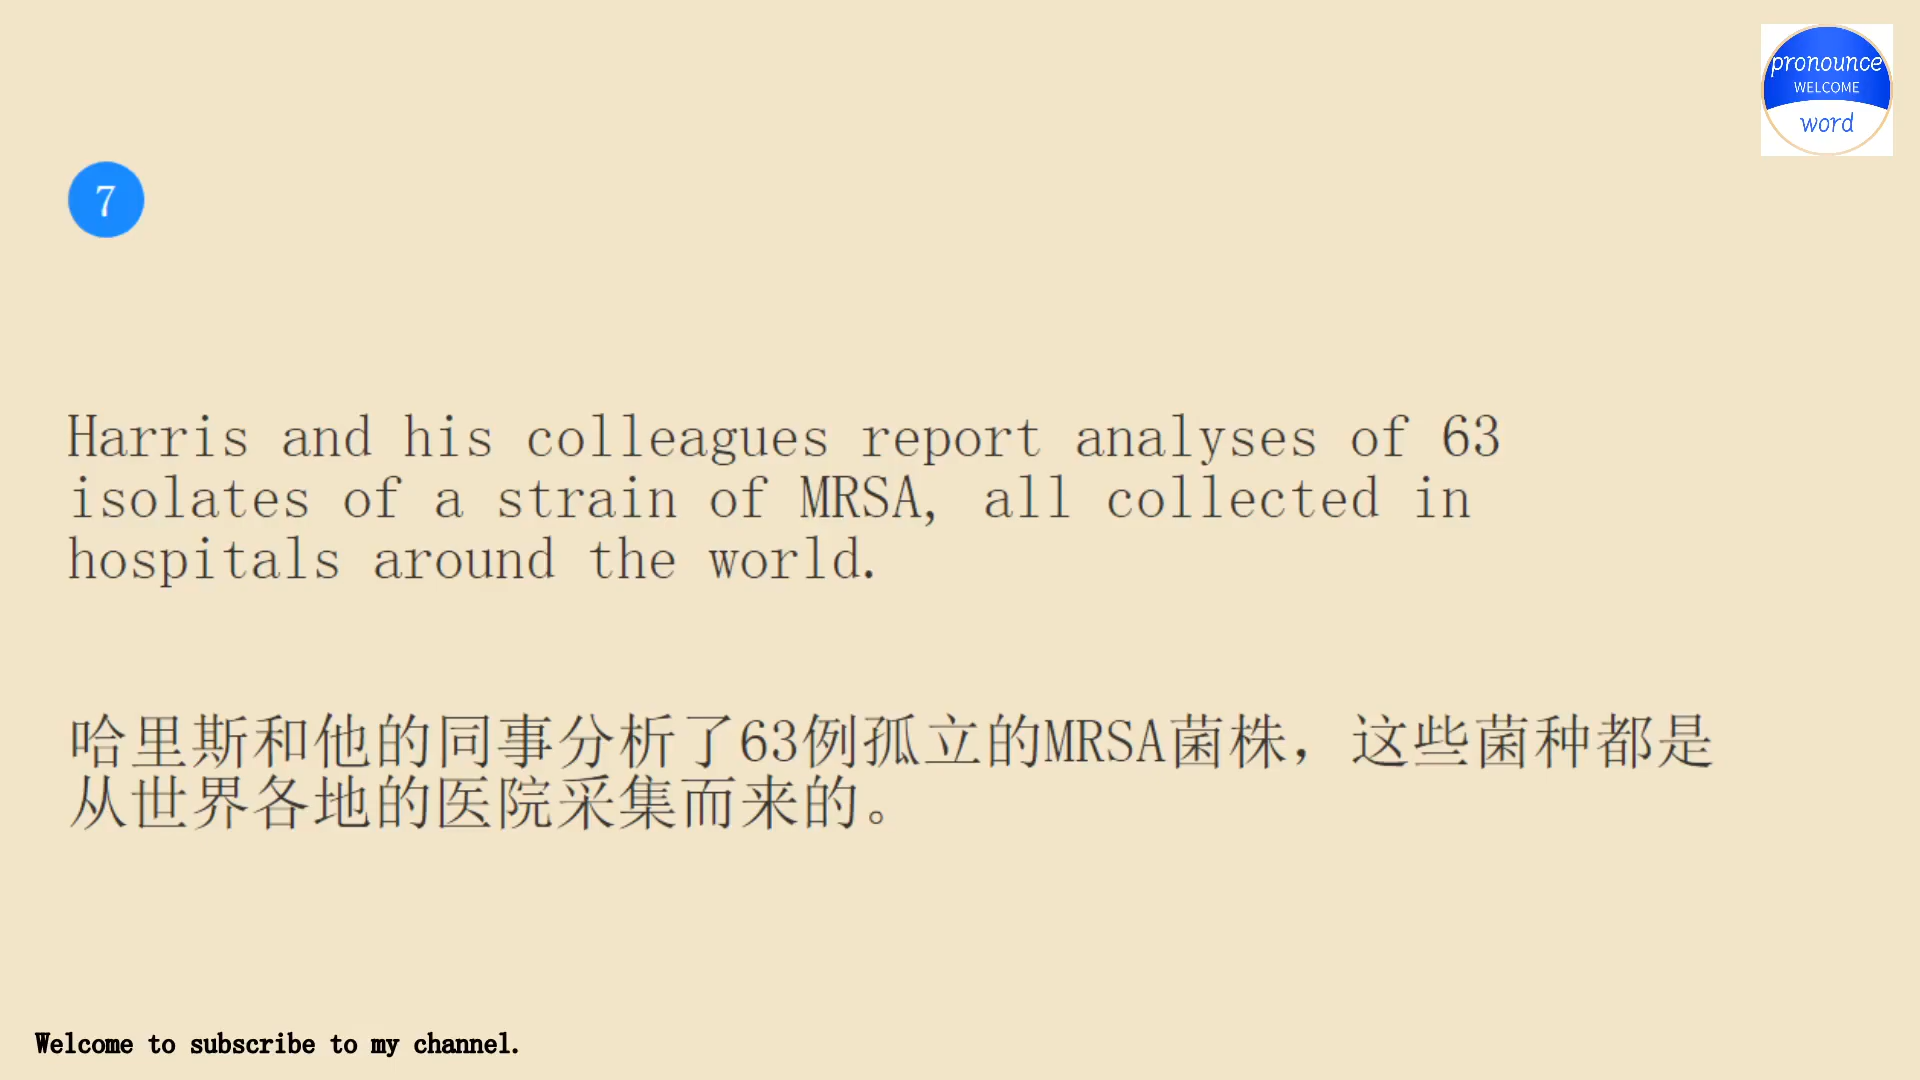 pronounce
WELCOME
word
7
Harris and his colleagues report analyses of 63
isolates of a strain of MRSA, all collected in
hospitals around the world.
哈里斯和他的同事分析了63例孤立的MRSA菌株，这些菌种都是
从世界各地的医院采集而来的。
Welcome to subscribe to my channel.